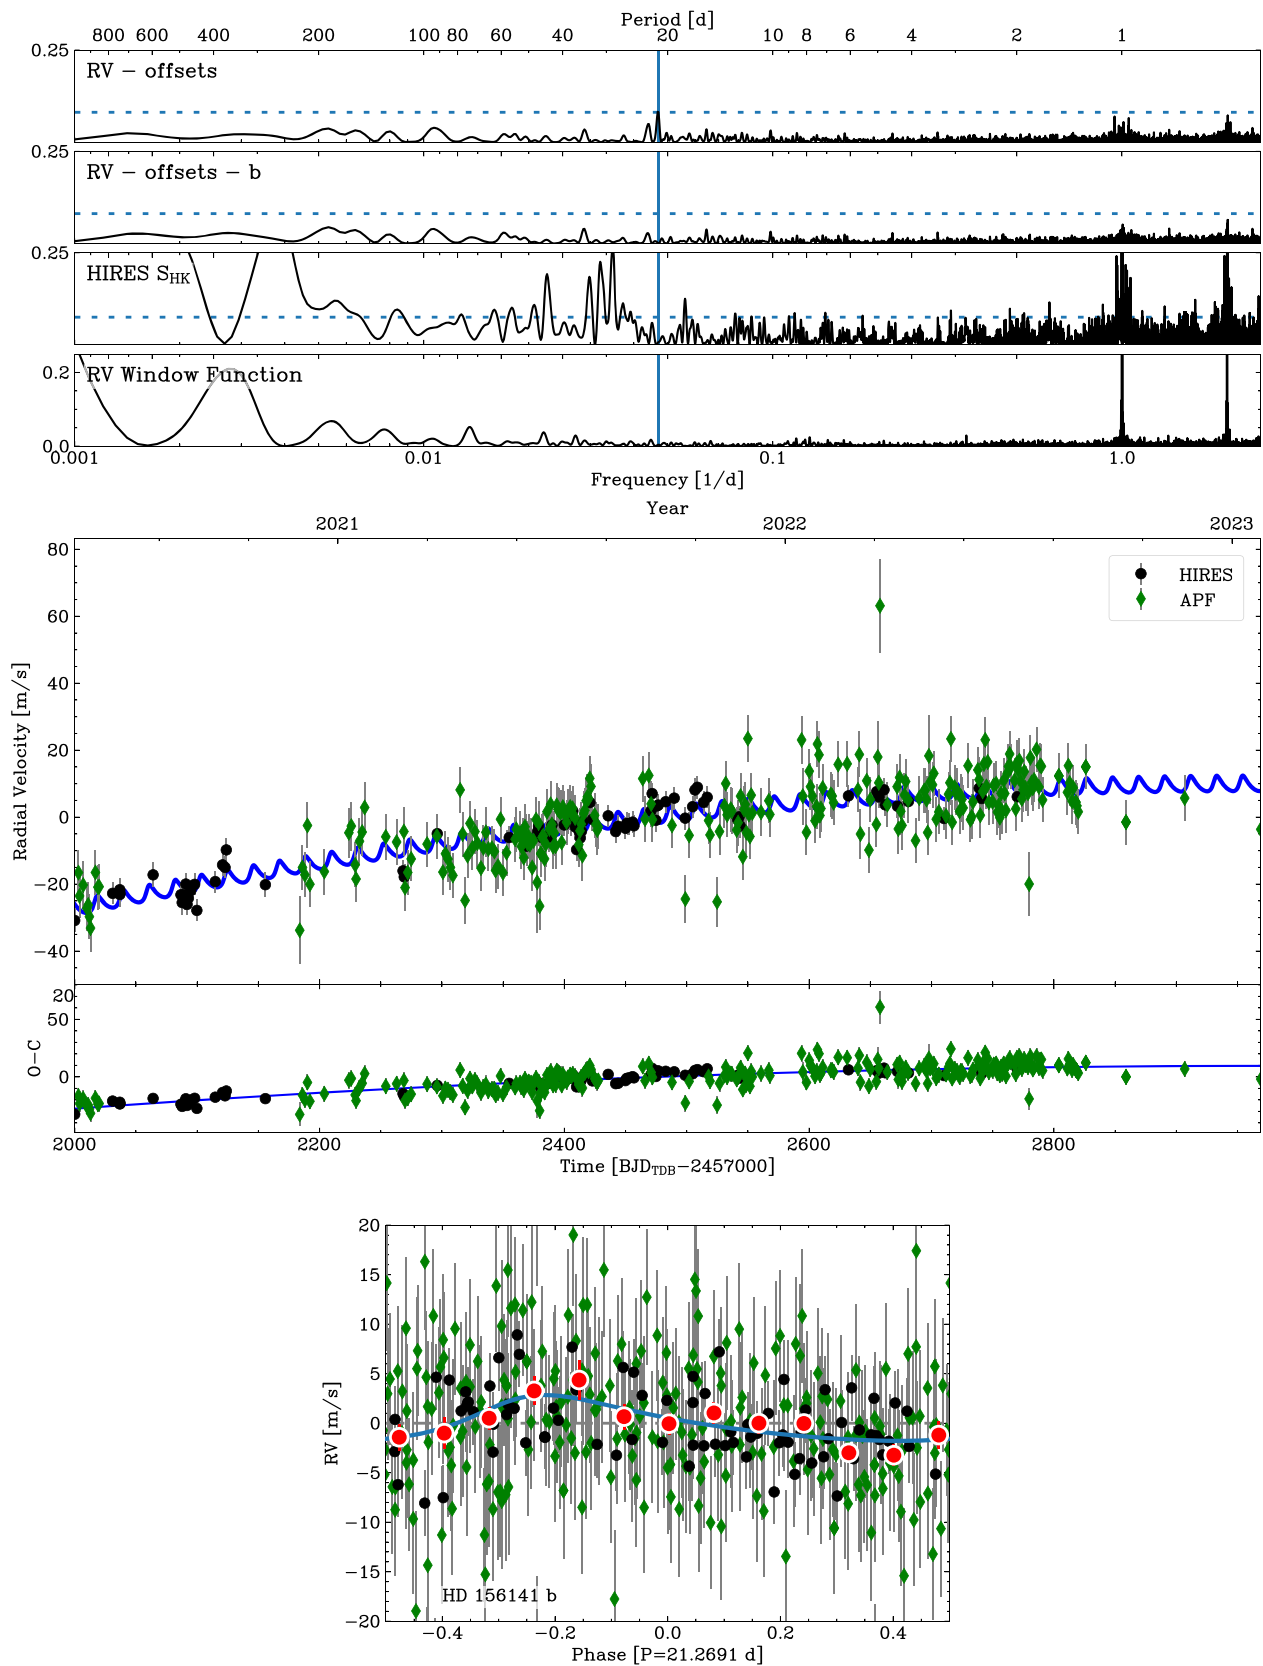 Period [d]
800 600 400 200 100 80 60 40 20 10 8 6 4 2 1
0.25
RV − offsets
0.25
RV − offsets − b
0.25
HIRES S_HK
0.2
RV Window Function
0.0
0.001 0.01 0.1 1.0
Frequency [1/d]
Year
2021 2022 2023
80
60
40
20
0
−20
−40
Radial Velocity [m/s]
HIRES
APF
20
50
0
O−C
2000 2200 2400 2600 2800
Time [BJD_TDB−2457000]
20
15
10
5
0
−5
−10
−15
−20
RV [m/s]
HD 156141 b
−0.4 −0.2 0.0 0.2 0.4
Phase [P=21.2691 d]